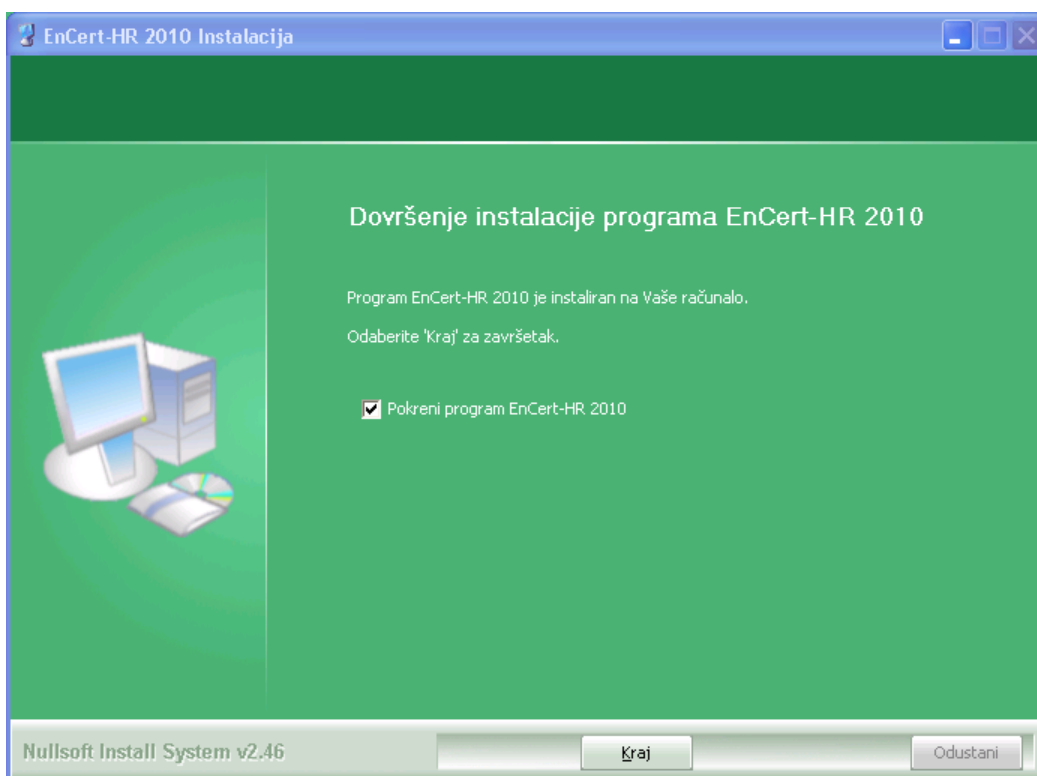 EnCert-HR 2010 Instalacija
Dovršenje instalacije programa EnCert-HR 2010
Program EnCert-HR 2010 je instaliran na Vaše računalo.
Odaberite 'Kraj' za završetak.
Pokreni program EnCert-HR 2010
Nullsoft Install System v2.46
Kraj
Odustani